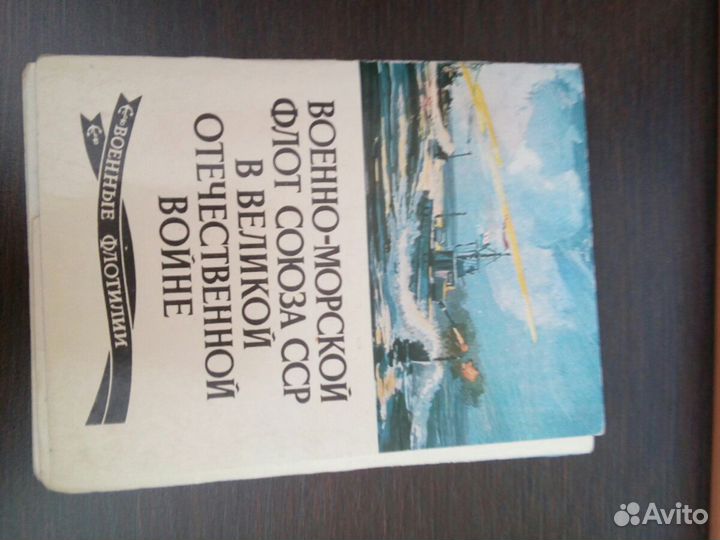 ВОЕННО-МОРСКОЙ
ФЛОТ СОЮЗА ССР
В ВЕЛИКОЙ
ОТЕЧЕСТВЕННОЙ
ВОЙНЕ
ВОЕННЫЕ ФЛОТИЛИИ
Avito